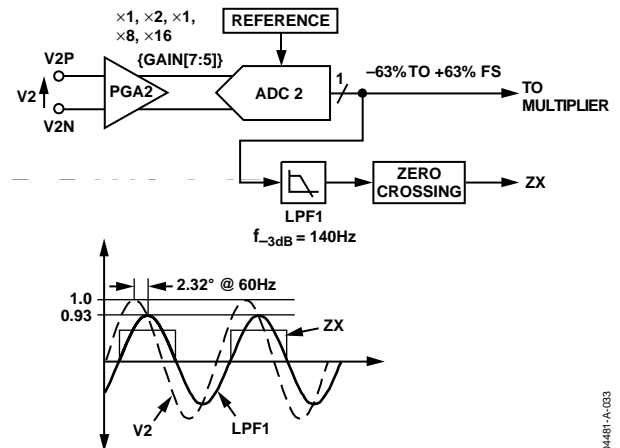 ×1, ×2, ×1,
×8, ×16
REFERENCE
{GAIN[7:5]}
V2P
V2
V2N
PGA2
ADC 2
1
–63% TO +63% FS
TO
MULTIPLIER
LPF1
f–3dB = 140Hz
ZERO
CROSSING
ZX
2.32° @ 60Hz
1.0
0.93
ZX
V2
LPF1
04481-A-033